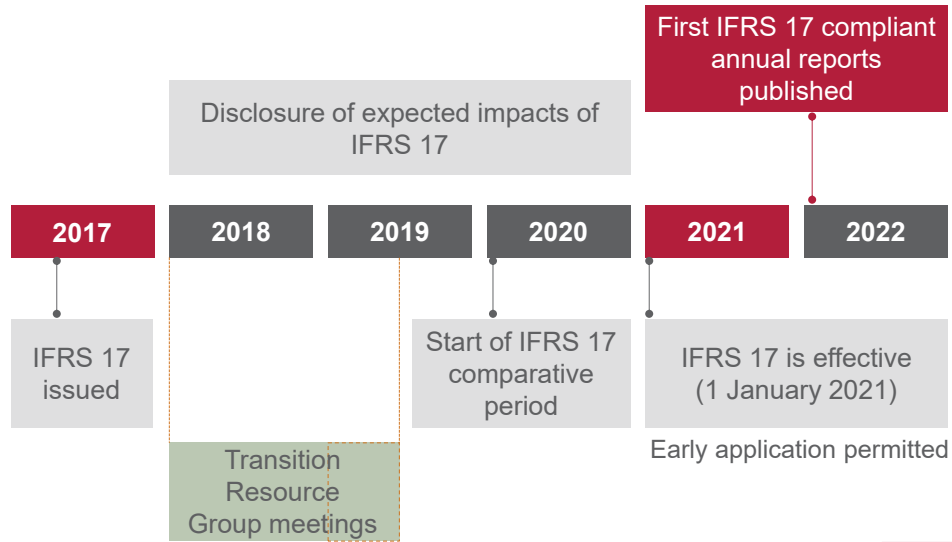 First IFRS 17 compliant
annual reports
published
Disclosure of expected impacts of
IFRS 17
2017
2018
2019
2020
2021
2022
IFRS 17
issued
Start of IFRS 17
comparative
period
IFRS 17 is effective
(1 January 2021)
Early application permitted
Transition
Resource
Group meetings